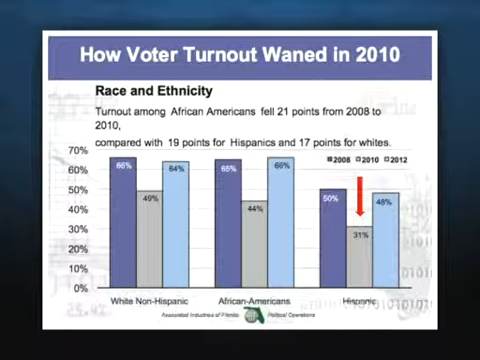 How Voter Turnout Waned in 2010
Race and Ethnicity
Turnout among African Americans fell 21 points from 2008 to
2010,
compared with 19 points for Hispanics and 17 points for whites.
70%
60%
50%
40%
30%
20%
10%
0%
2008 2010 2012
66% 49% 64%
65% 44% 66%
50% 31% 48%
White Non-Hispanic African-Americans Hispanic
Associated Industries of Florida Political Operations